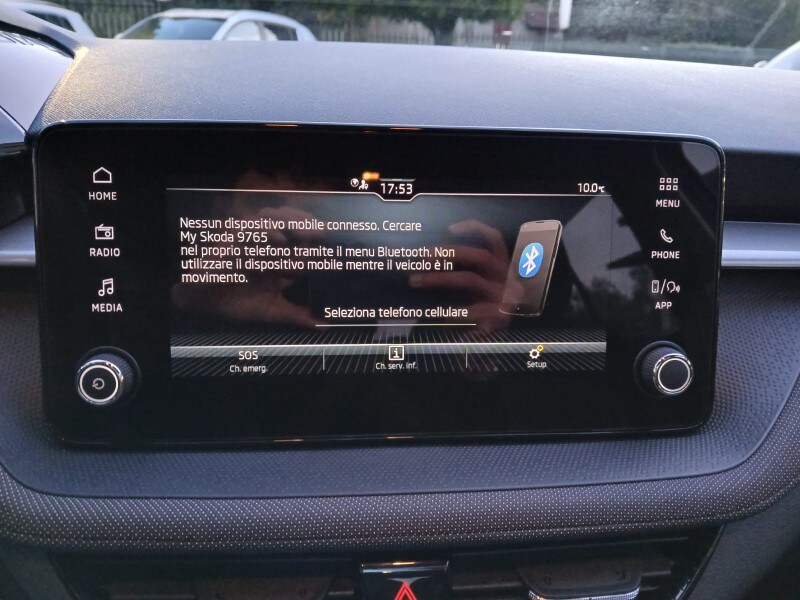 HOME
RADIO
MEDIA
17:53
10.0°C
Nessun dispositivo mobile connesso. Cercare
My Skoda 9765
nel proprio telefono tramite il menu Bluetooth. Non
utilizzare il dispositivo mobile mentre il veicolo è in
movimento.
Seleziona telefono cellulare
SOS
Ch. emerg.
i
Ch. serv. inf.
Setup
MENU
PHONE
APP